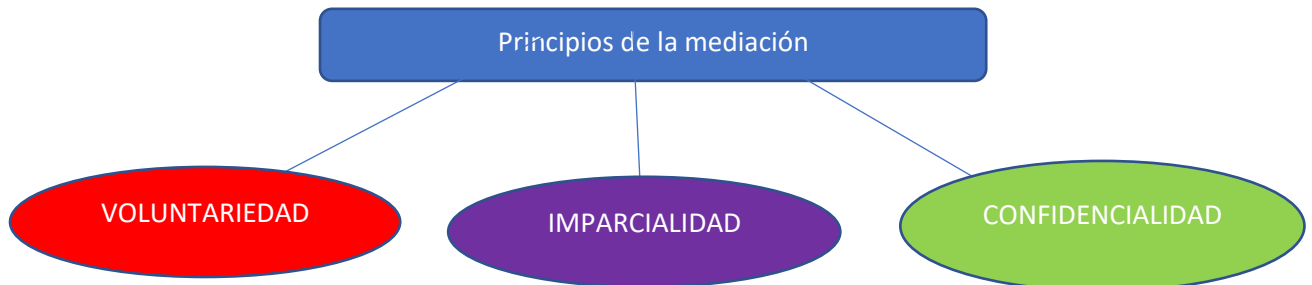 Principios de la mediación
VOLUNTARIEDAD
IMPARCIALIDAD
CONFIDENCIALIDAD